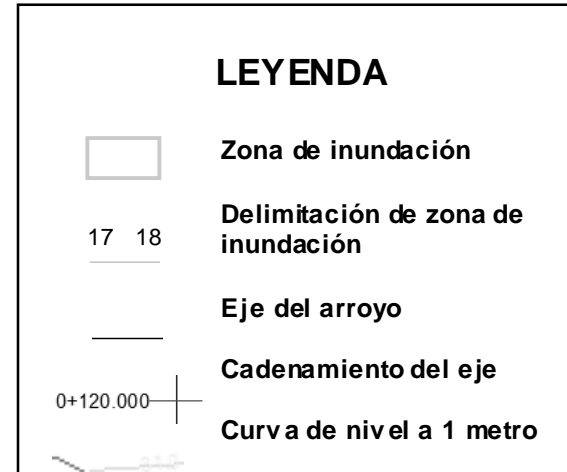 LEYENDA
Zona de inundación
17 18
Delimitación de zona de
inundación
Eje del arroyo
Cadenamiento del eje
0+120.000
Curva de nivel a 1 metro